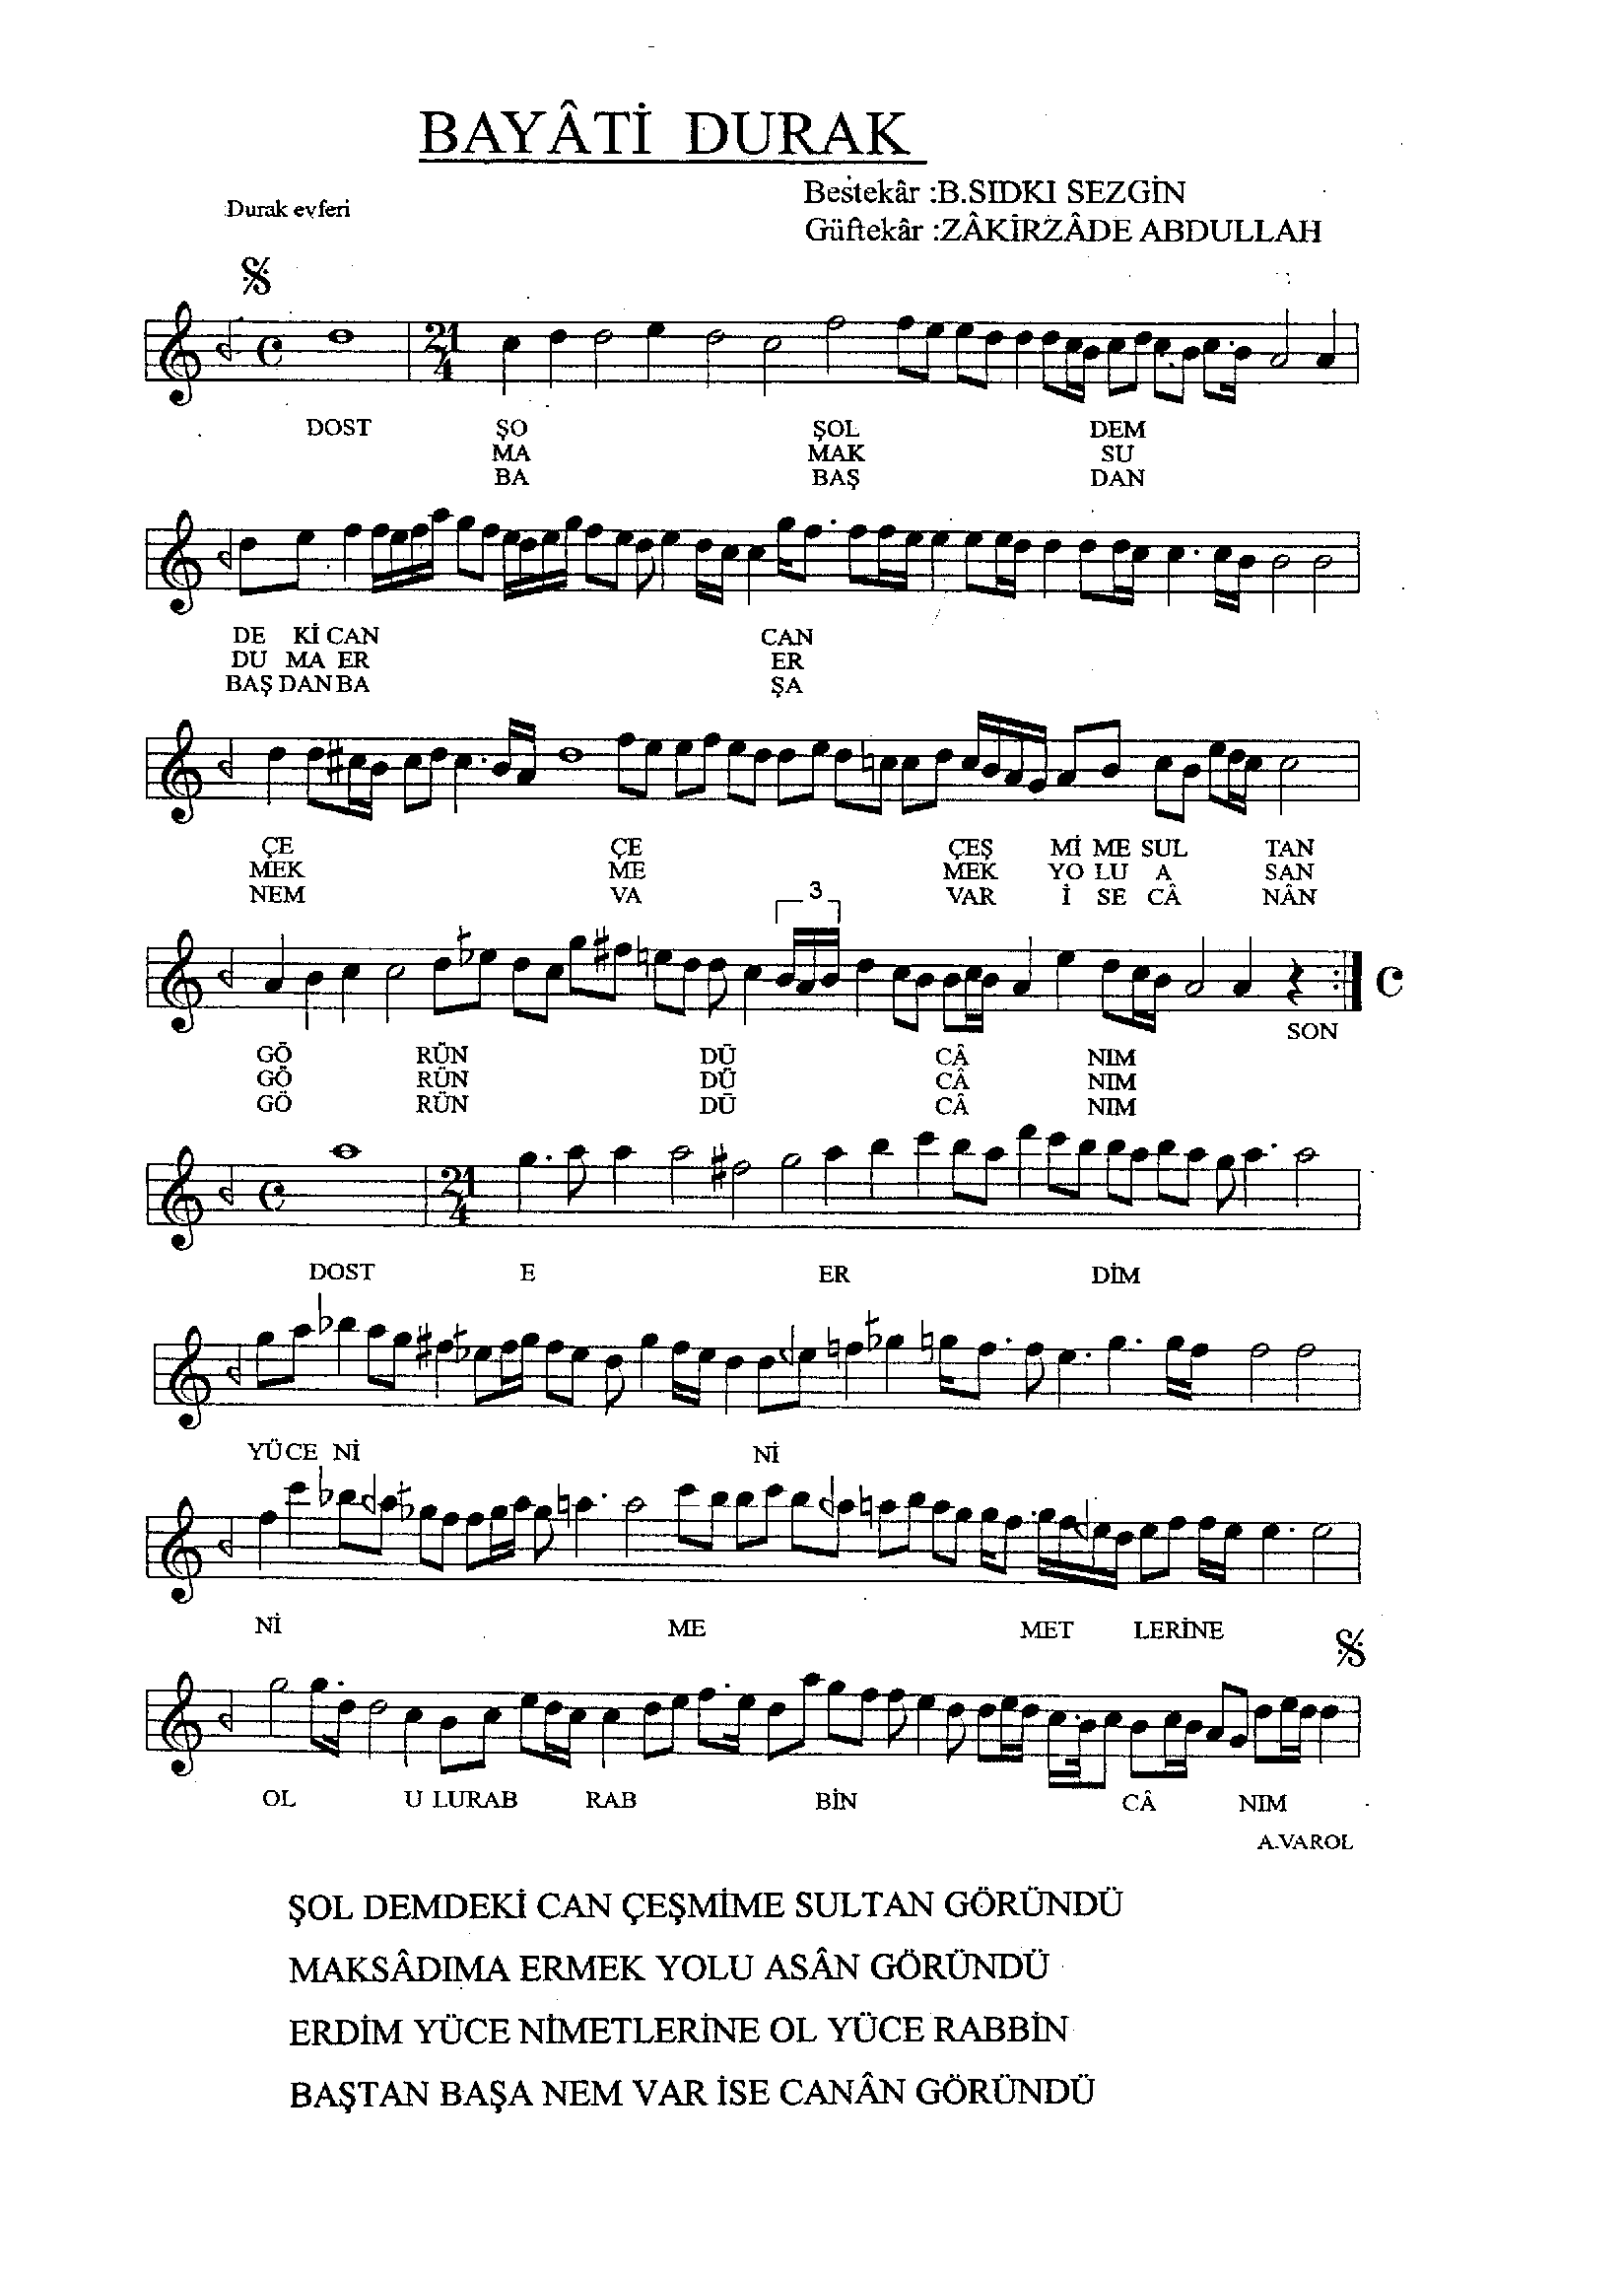 BAYÂTİ DURAK
Bestekâr :B.SIDKI SEZGİN
Durak evferi
Güftekâr :ZÂKİRZÂDE ABDULLAH
21
4
DOST ŞO ŞOL DEM
MA MAK SU
BA BAŞ DAN
DE Kİ CAN CAN
DU MA ER ER
BAŞ DAN BA ŞA
ÇE ÇE ÇEŞ Mİ ME SUL TAN
MEK ME MEK YO LU A SAN
NEM VA VAR İ SE CÂ NÂN
3
SON
GÖ RÜN DÜ CÂ NIM
GÖ RÜN DÜ CÂ NIM
GÖ RÜN DÜ CÂ NIM
21
4
DOST E ER DİM
YÜ CE Nİ Nİ
Nİ ME MET LERİNE
OL U LURAB RAB BİN CÂ NIM
A.VAROL
ŞOL DEMDEKİ CAN ÇEŞMİME SULTAN GÖRÜNDÜ
MAKSÂDIMA ERMEK YOLU ASÂN GÖRÜNDÜ
ERDİM YÜCE NİMETLERİNE OL YÜCE RABBİN
BAŞTAN BAŞA NEM VAR İSE CANÂN GÖRÜNDÜ